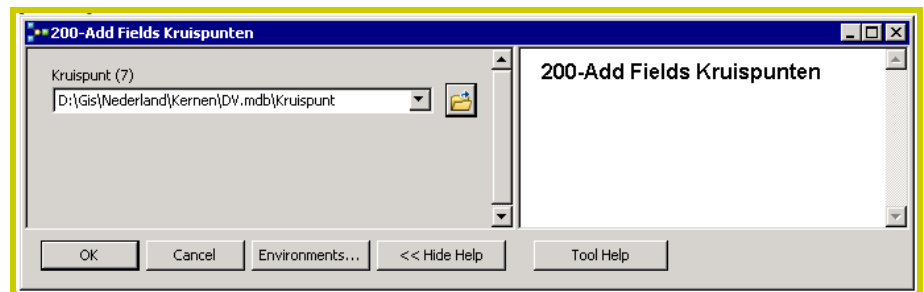 200-Add Fields Kruispunten
Kruispunt (7)
D:\Gis\Nederland\Kernen\DV.mdb\Kruispunt
200-Add Fields Kruispunten
OK
Cancel
Environments...
<< Hide Help
Tool Help